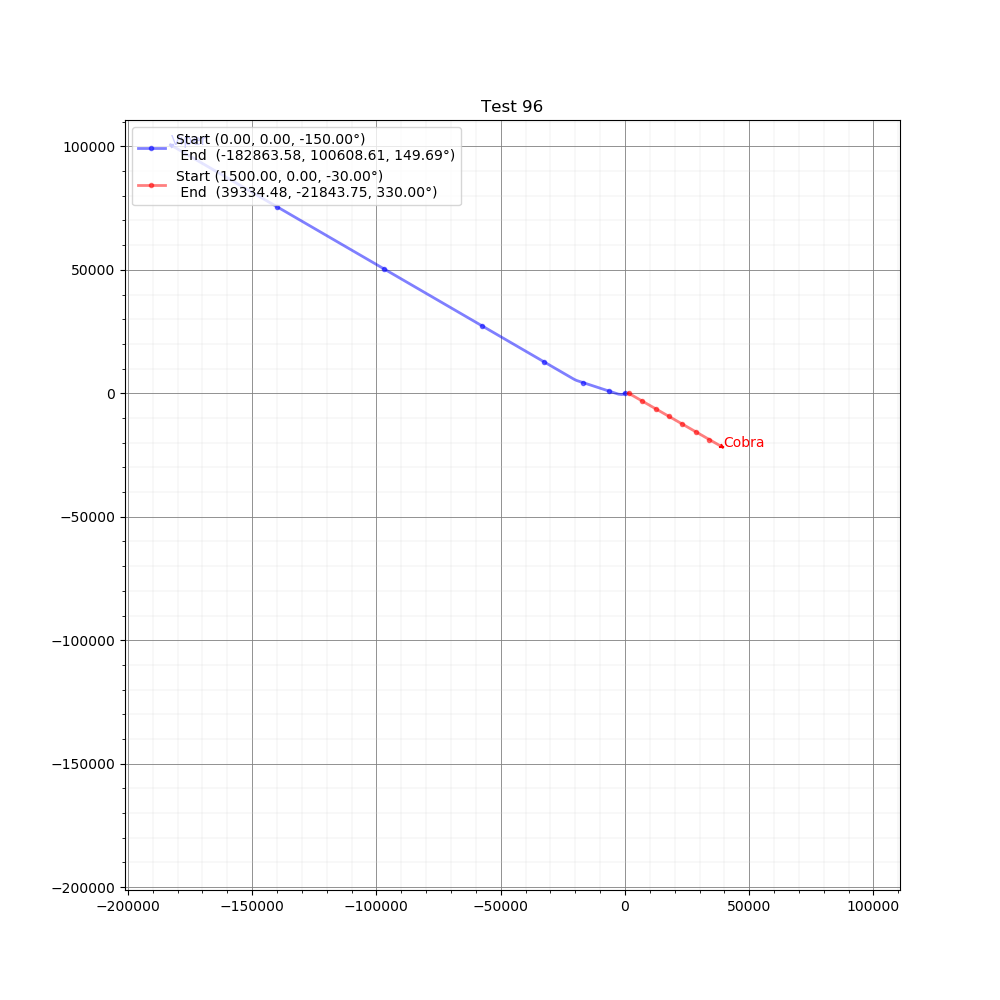 Test 96
Start (0.00, 0.00, -150.00°)
End (-182863.58, 100608.61, 149.69°)
Start (1500.00, 0.00, -30.00°)
End (39334.48, -21843.75, 330.00°)
100000
50000
0
−50000
−100000
−150000
−200000
Cobra
−200000 −150000 −100000 −50000 0 50000 100000